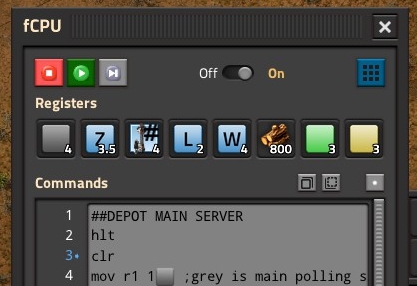 fCPU
Off On
Registers
4 Z 3.5 # 4 L 2 W 4 800 3 3
Commands
1 ##DEPOT MAIN SERVER
2 hlt
3 clr
4 mov r1 1 ;grey is main polling s